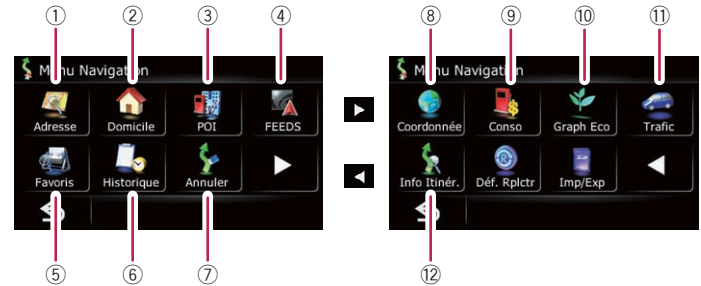 ① ② ③ ④ ⑧ ⑨ ⑩ ⑪
Menu Navigation
Adresse Domicile POI FEEDS
Favoris Historique Annuler
Menu Navigation
Coordonnée Conso Graph Eco Trafic
Info Itinér. Déf. Rplctr Imp/Exp
⑤ ⑥ ⑦ ⑫